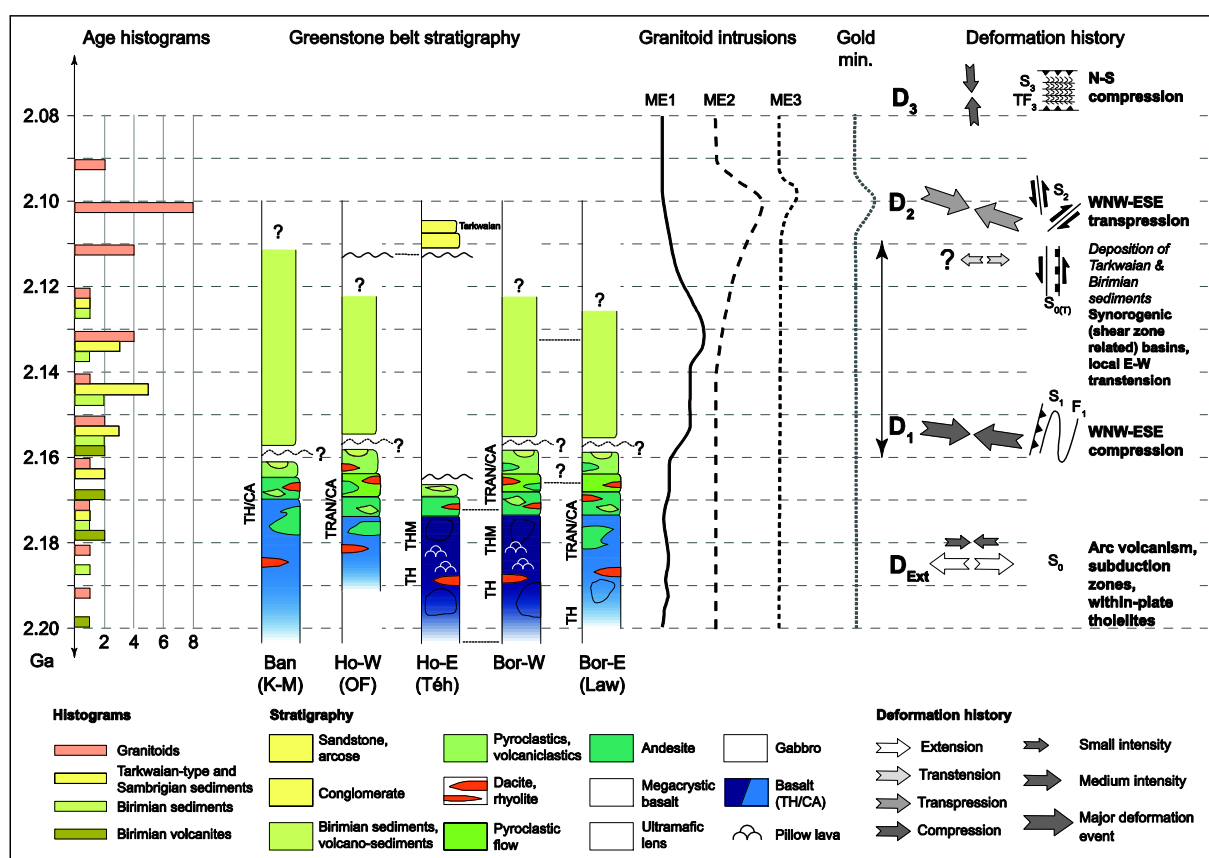 Age histograms
Greenstone belt stratigraphy
Granitoid intrusions
Gold
min.
Deformation history
2.08
2.10
2.12
2.14
2.16
2.18
2.20
Ga
2 4 6 8
?
TH/CA
Ban
(K-M)
?
?
TRAN/CA
?
Ho-W
(OF)
Tarkwaian
THM
TH
Ho-E
(Téh)
?
?
?
TRAN/CA
THM
TH
Bor-W
?
?
TRAN/CA
TH
Bor-E
(Law)
ME1
ME2
ME3
D3
S3
TF3
N-S
compression
D2
S2
WNW-ESE
transpression
?
S0(T)
Deposition of
Tarkwaian &
Birimian
sediments
Synorogenic
(shear zone
related) basins,
local E-W
transtension
D1
S1
F1
WNW-ESE
compression
DExt
S0
Arc volcanism,
subduction
zones,
within-plate
tholeiites
Histograms
Granitoids
Tarkwaian-type and
Sambrigian sediments
Birimian sediments
Birimian volcanites
Stratigraphy
Sandstone,
arcose
Conglomerate
Birimian sediments,
volcano-sediments
Pyroclastics,
volcaniclastics
Dacite,
rhyolite
Pyroclastic
flow
Andesite
Megacrystic
basalt
Ultramafic
lens
Gabbro
Basalt
(TH/CA)
Pillow lava
Deformation history
Extension
Transtension
Transpression
Compression
Small intensity
Medium intensity
Major deformation
event